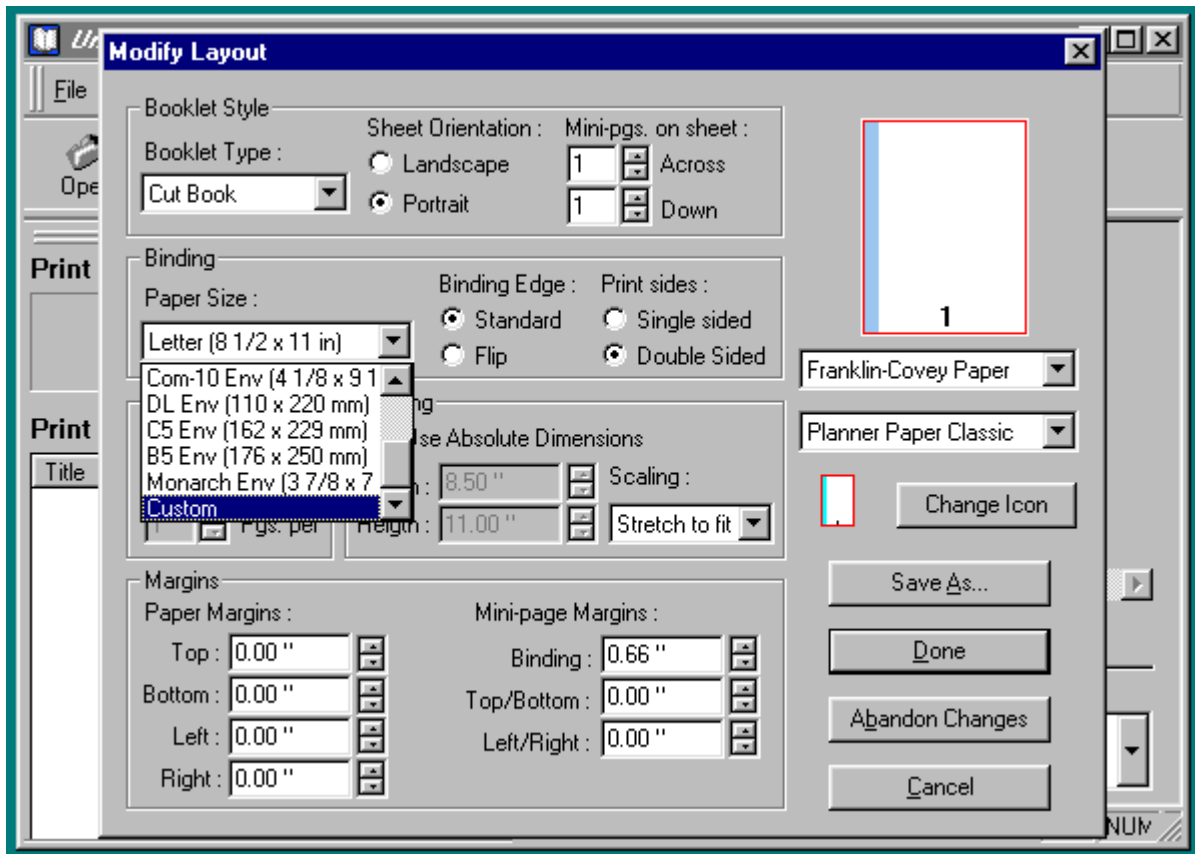 Modify Layout
File
Booklet Style
Booklet Type :
Cut Book
Sheet Orientation :
Landscape
Portrait
Mini-pgs. on sheet :
1 Across
1 Down
Ope
Print
Binding
Paper Size :
Letter (8 1/2 x 11 in)
Com-10 Env (4 1/8 x 9 1
DL Env (110 x 220 mm)
C5 Env (162 x 229 mm)
B5 Env (176 x 250 mm)
Monarch Env (3 7/8 x 7
Custom
Binding Edge :
Standard
Flip
Print sides :
Single sided
Double Sided
1
Franklin-Covey Paper
Planner Paper Classic
Change Icon
Print
Title
Absolute Dimensions
8.50 "
11.00 "
Scaling :
Stretch to fit
Pgs. per
Margins
Paper Margins :
Top : 0.00 "
Bottom : 0.00 "
Left : 0.00 "
Right : 0.00 "
Mini-page Margins :
Binding : 0.66 "
Top/Bottom : 0.00 "
Left/Right : 0.00 "
Save As...
Done
Abandon Changes
Cancel
NUM